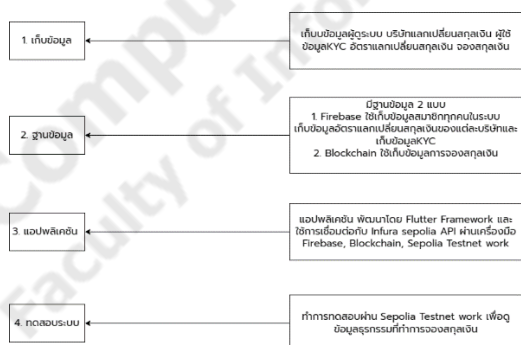 1. เก็บข้อมูล
เก็บบข้อมูลผู้ดูระบบ บริษัทแลกเปลี่ยนสกุลเงิน ผู้ใช้
ข้อมูลKYC อัตราแลกเปลี่ยนสกุลเงิน จองสกุลเงิน
2. ฐานข้อมูล
มีฐานข้อมูล 2 แบบ
1. Firebase ใช้เก็บข้อมูลสมาชิกทุกคนในระบบ
เก็บข้อมูลอัตราแลกเปลี่ยนสกุลเงินของแต่ละบริษัทและ
เก็บข้อมูลKYC
2. Blockchain ใช้เก็บข้อมูลการจองสกุลเงิน
3. แอปพลิเคชัน
แอปพลิเคชัน พัฒนาโดย Flutter Framework และ
ใช้การเชื่อมต่อกับ Infura sepolia API ผ่านเครื่องมือ
Firebase, Blockchain, Sepolia Testnet work
4. ทดสอบระบบ
ทำการทดสอบผ่าน Sepolia Testnet work เพื่อดู
ข้อมูลธุรกรรมที่ทำการจองสกุลเงิน
Faculty of